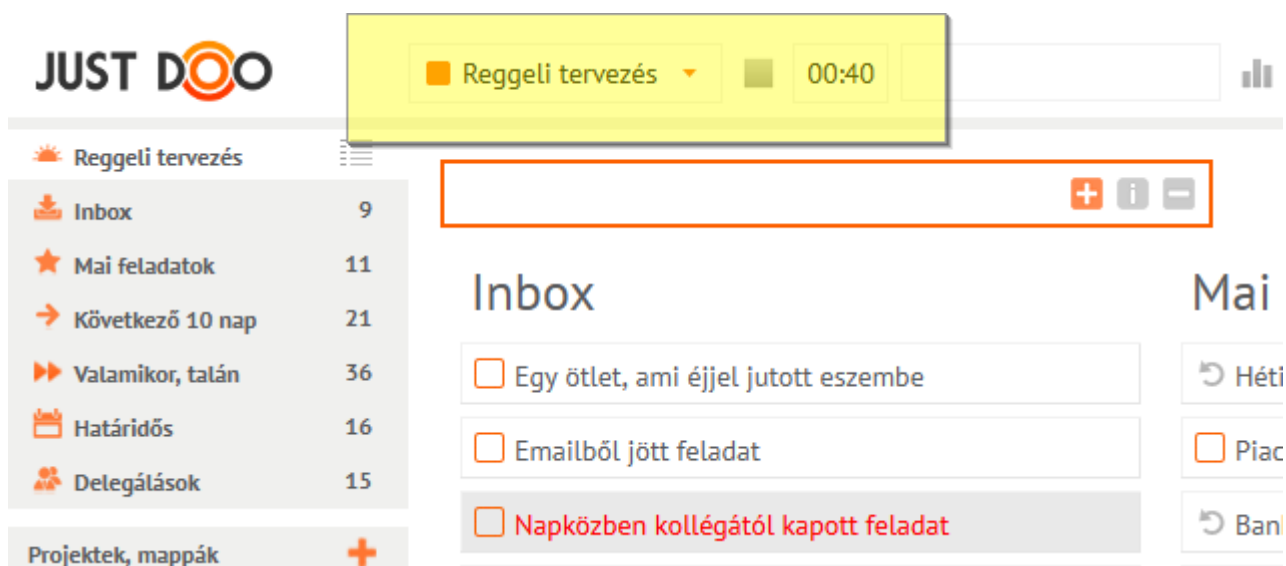 JUST DOO
Reggeli tervezés 00:40
Reggeli tervezés
Inbox 9
Mai feladatok 11
Következő 10 nap 21
Valamikor, talán 36
Határidős 16
Delegálások 15
Projektek, mappák
Inbox
Egy ötlet, ami éjjel jutott eszembe
Emailből jött feladat
Napközben kollégától kapott feladat
Mai